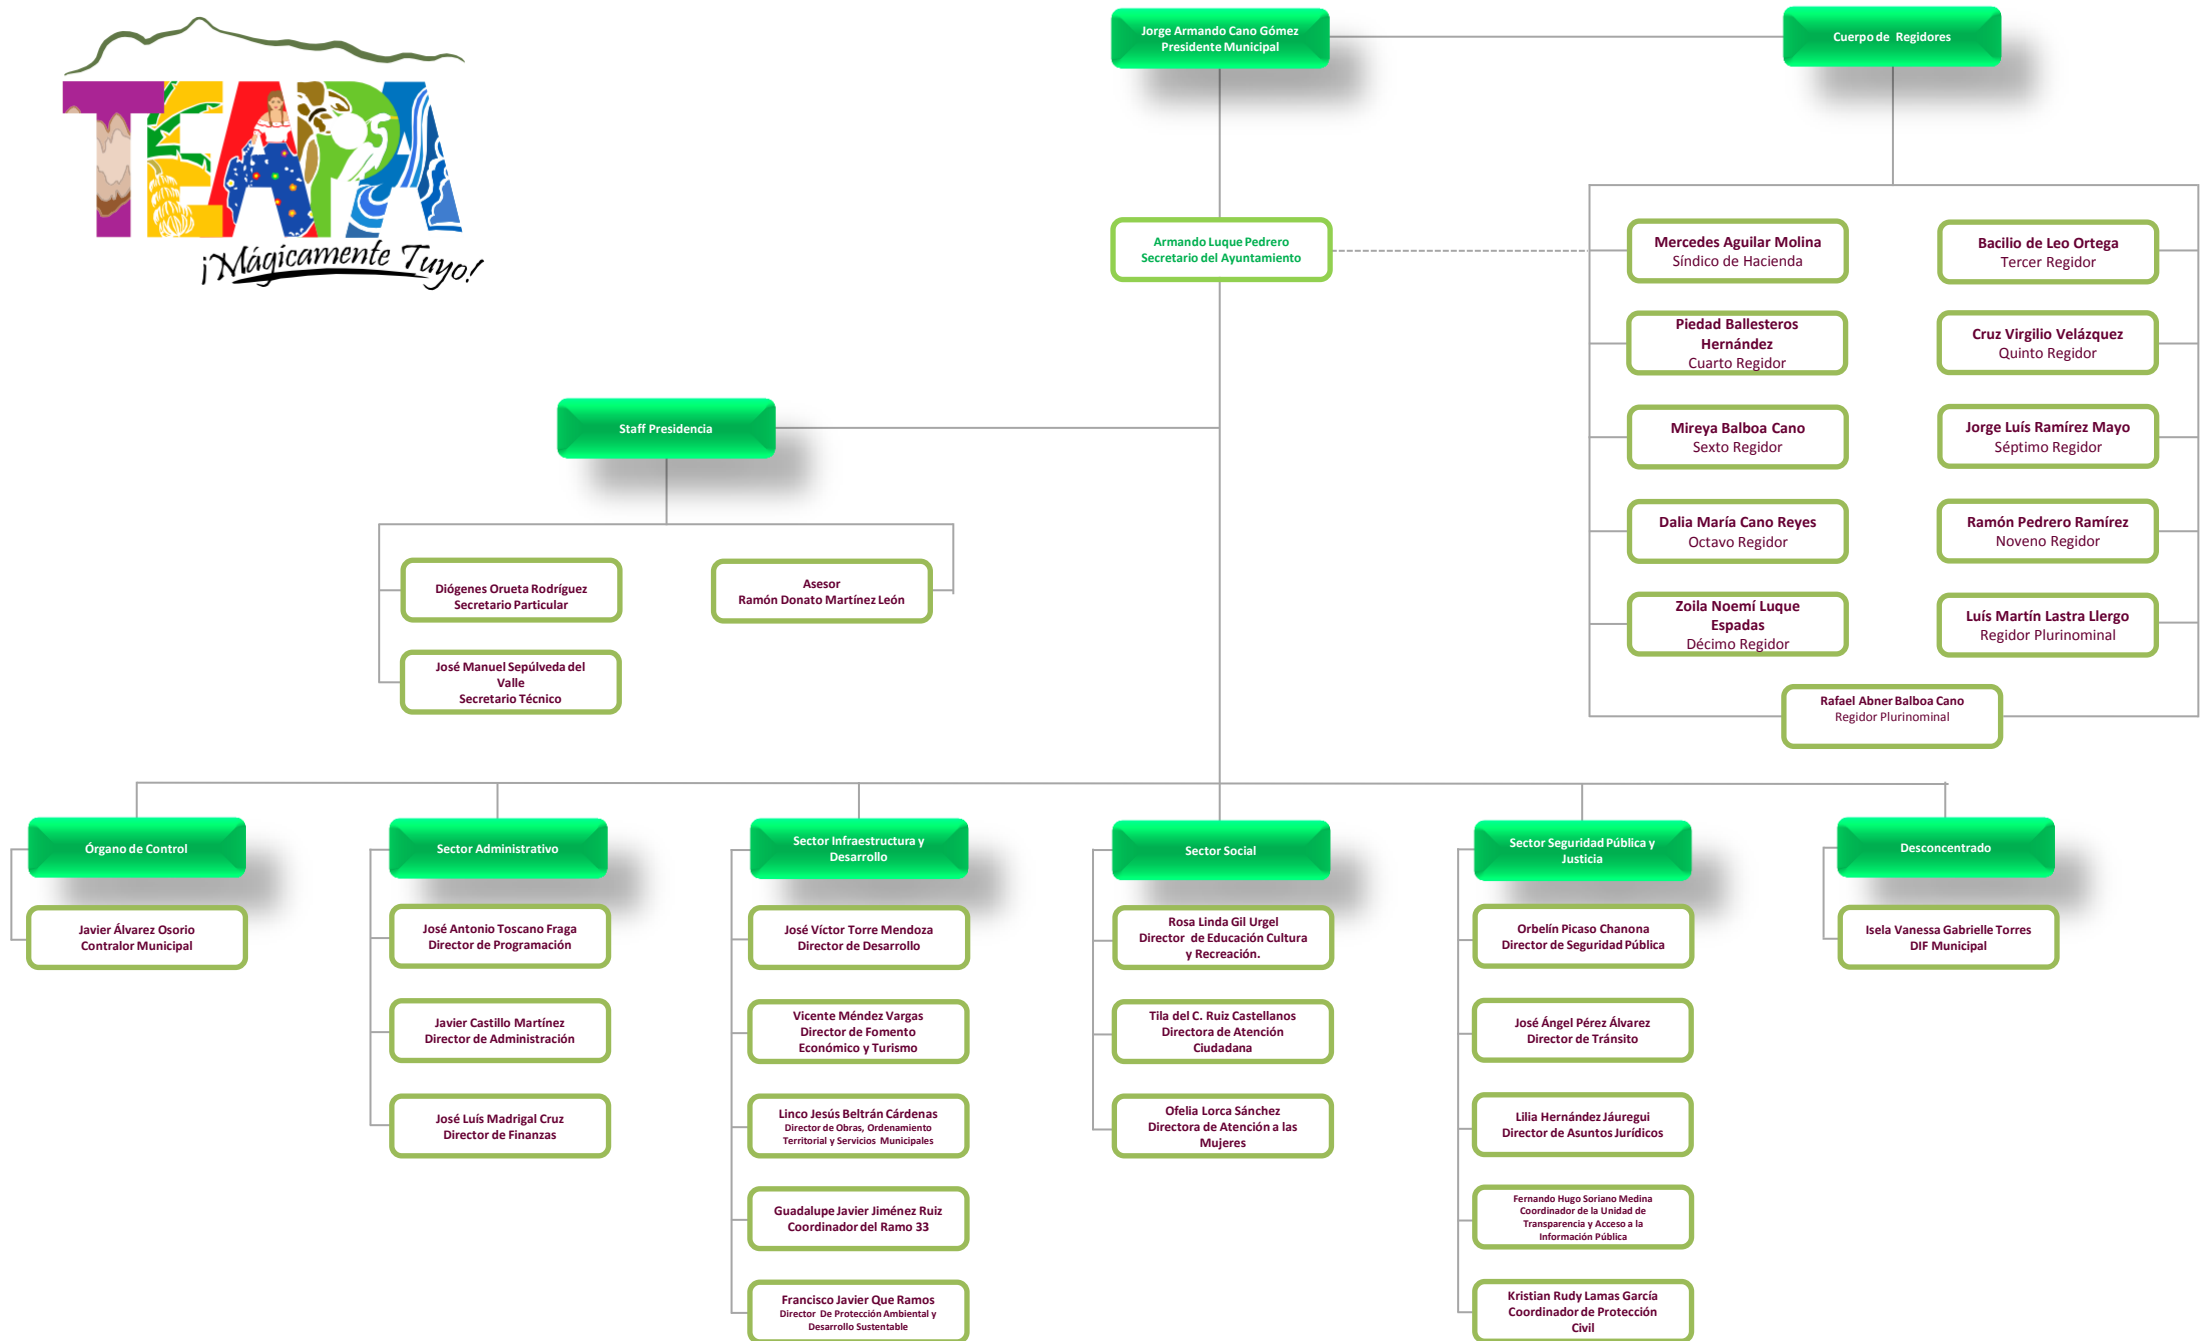 TEAPA
¡Mágicamente Tuyo!
Jorge Armando Cano Gómez
Presidente Municipal
Cuerpo de Regidores
Armando Luque Pedrero
Secretario del Ayuntamiento
Mercedes Aguilar Molina
Síndico de Hacienda
Bacilio de Leo Ortega
Tercer Regidor
Piedad Ballesteros
Hernández
Cuarto Regidor
Cruz Virgilio Velázquez
Quinto Regidor
Mireya Balboa Cano
Sexto Regidor
Jorge Luís Ramírez Mayo
Séptimo Regidor
Dalia María Cano Reyes
Octavo Regidor
Ramón Pedrero Ramírez
Noveno Regidor
Zoila Noemí Luque
Espadas
Décimo Regidor
Luís Martín Lastra Llergo
Regidor Plurinominal
Rafael Abner Balboa Cano
Regidor Plurinominal
Staff Presidencia
Diógenes Orueta Rodríguez
Secretario Particular
Asesor
Ramón Donato Martínez León
José Manuel Sepúlveda del
Valle
Secretario Técnico
Órgano de Control
Javier Álvarez Osorio
Contralor Municipal
Sector Administrativo
José Antonio Toscano Fraga
Director de Programación
Javier Castillo Martínez
Director de Administración
José Luís Madrigal Cruz
Director de Finanzas
Sector Infraestructura y
Desarrollo
José Víctor Torre Mendoza
Director de Desarrollo
Vicente Méndez Vargas
Director de Fomento
Económico y Turismo
Linco Jesús Beltrán Cárdenas
Director de Obras, Ordenamiento
Territorial y Servicios Municipales
Guadalupe Javier Jiménez Ruiz
Coordinador del Ramo 33
Francisco Javier Que Ramos
Director De Protección Ambiental y
Desarrollo Sustentable
Sector Social
Rosa Linda Gil Urgel
Director de Educación Cultura
y Recreación.
Tila del C. Ruiz Castellanos
Directora de Atención
Ciudadana
Ofelia Lorca Sánchez
Directora de Atención a las
Mujeres
Sector Seguridad Pública y
Justicia
Orbelín Picaso Chanona
Director de Seguridad Pública
José Ángel Pérez Álvarez
Director de Tránsito
Lilia Hernández Jáuregui
Director de Asuntos Jurídicos
Fernando Hugo Soriano Medina
Coordinador de la Unidad de
Transparencia y Acceso a la
Información Pública
Kristian Rudy Lamas García
Coordinador de Protección
Civil
Desconcentrado
Isela Vanessa Gabrielle Torres
DIF Municipal